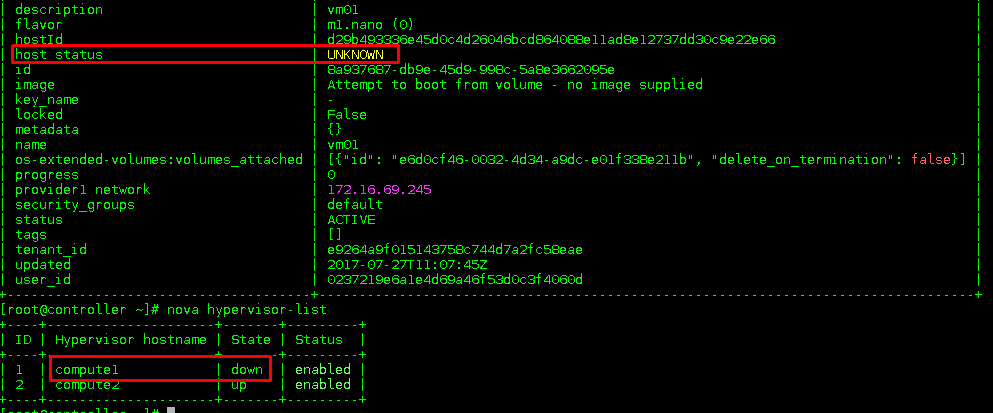 | description | vm01 |
| flavor | m1.nano (0) |
| hostId | d29b493336e45d0c4d26046bcd864088e11ad8e12737dd30c9e22e66 |
| host_status | UNKNOWN |
| id | 8a937687-db9e-45d9-998c-5a8e3662095e |
| image | Attempt to boot from volume - no image supplied |
| key_name | - |
| locked | False |
| metadata | {} |
| name | vm01 |
| os-extended-volumes:volumes_attached | [{"id": "e6d0cf46-0032-4d34-a9dc-e01f338e211b", "delete_on_termination": false}] |
| progress | 0 |
| provider1 network | 172.16.69.245 |
| security_groups | default |
| status | ACTIVE |
| tags | [] |
| tenant_id | e9264a9f015143758c744d7a2fc58eae |
| updated | 2017-07-27T11:07:45Z |
| user_id | 0237219e6a1e4d69a46f53d0c3f4060d |
[root@controller ~]# nova hypervisor-list
| ID | Hypervisor hostname | State | Status |
| 1 | compute1 | down | enabled |
| 2 | compute2 | up | enabled |
[root@controller ~]#